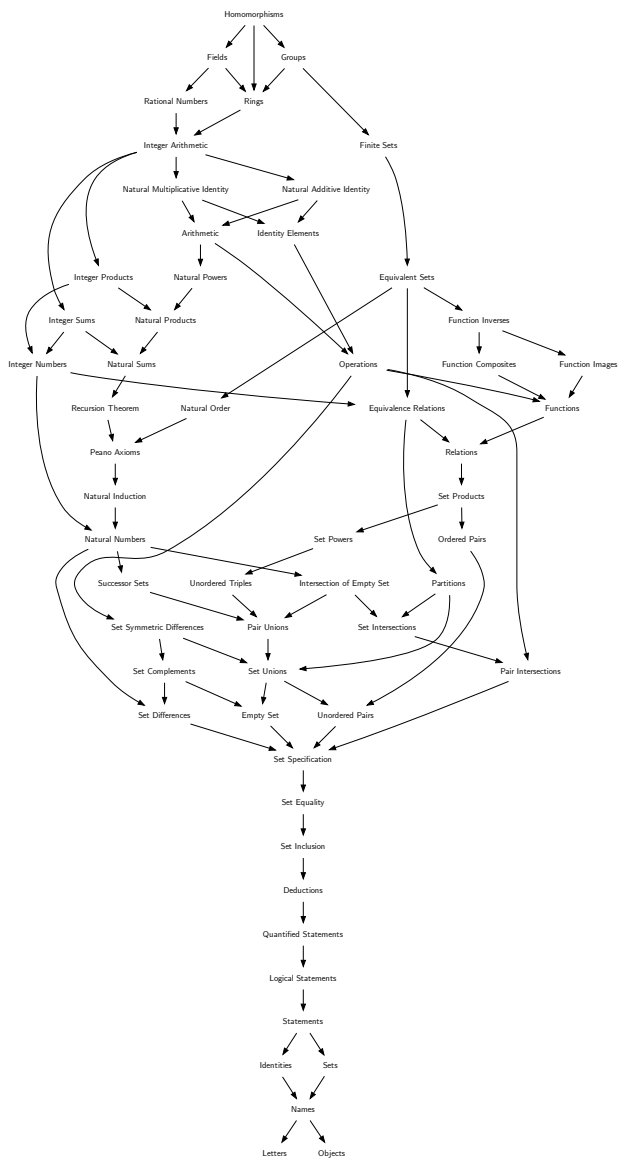 Homomorphisms
Fields
Groups
Rational Numbers
Rings
Integer Arithmetic
Finite Sets
Natural Multiplicative Identity
Natural Additive Identity
Arithmetic
Identity Elements
Integer Products
Natural Powers
Equivalent Sets
Integer Sums
Natural Products
Function Inverses
Integer Numbers
Natural Sums
Operations
Function Composites
Function Images
Recursion Theorem
Natural Order
Equivalence Relations
Functions
Peano Axioms
Relations
Natural Induction
Set Products
Natural Numbers
Set Powers
Ordered Pairs
Successor Sets
Unordered Triples
Intersection of Empty Set
Partitions
Set Symmetric Differences
Pair Unions
Set Intersections
Set Complements
Set Unions
Pair Intersections
Set Differences
Empty Set
Unordered Pairs
Set Specification
Set Equality
Set Inclusion
Deductions
Quantified Statements
Logical Statements
Statements
Identities
Sets
Names
Letters
Objects